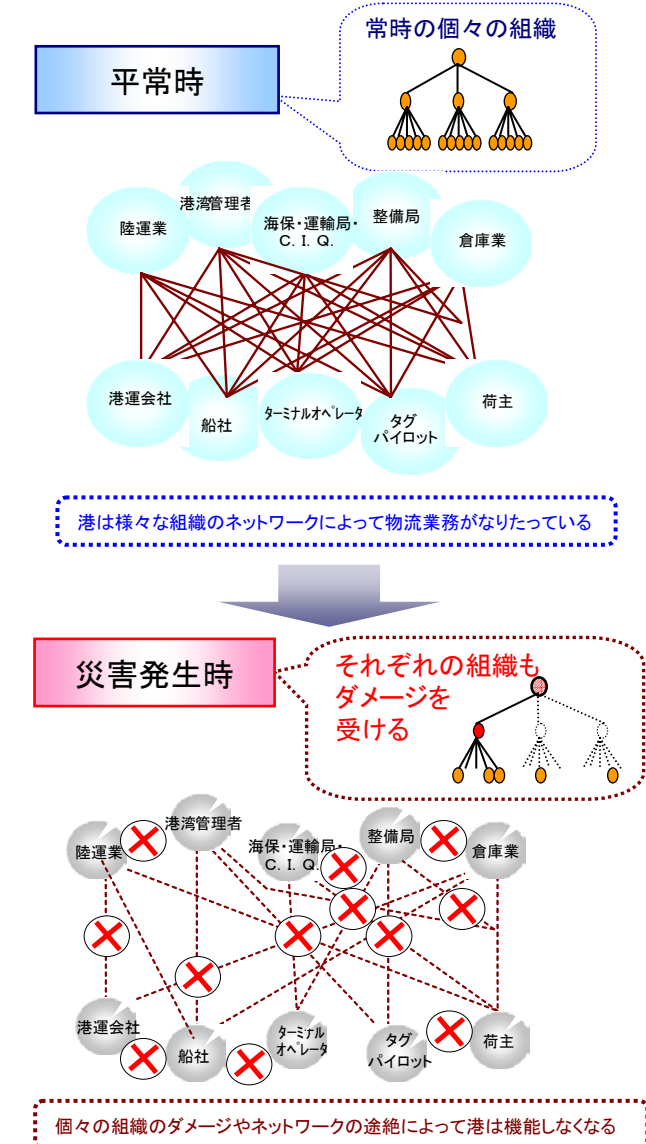 常時の個々の組織
平常時
陸運業
港湾管理者
海保・運輸局・
C. I. Q.
整備局
倉庫業
港運会社
船社
ターミナルオペレータ
タグ
パイロット
荷主
港は様々な組織のネットワークによって物流業務がなりたっている
災害発生時
それぞれの組織も
ダメージを
受ける
陸運業
港湾管理者
海保・運輸局・
C. I. Q.
整備局
倉庫業
港運会社
船社
ターミナル
オペレータ
タグ
パイロット
荷主
個々の組織のダメージやネットワークの途絶によって港は機能しなくなる